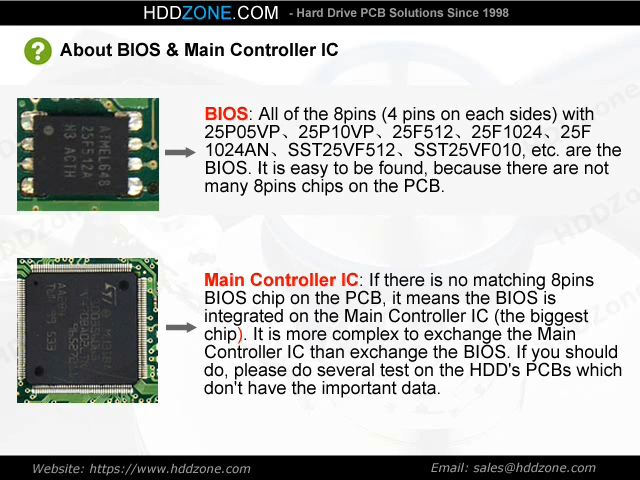 HDDZONE.COM - Hard Drive PCB Solutions Since 1998
? About BIOS & Main Controller IC
ATMEL648
25F512A
N3 ACTH
BIOS: All of the 8pins (4 pins on each sides) with
25P05VP、25P10VP、25F512、25F1024、25F
1024AN、SST25VF512、SST25VF010, etc. are the
BIOS. It is easy to be found, because there are not
many 8pins chips on the PCB.
Main Controller IC: If there is no matching 8pins
BIOS chip on the PCB, it means the BIOS is
integrated on the Main Controller IC (the biggest
chip). It is more complex to exchange the Main
Controller IC than exchange the BIOS. If you should
do, please do several test on the HDD's PCBs which
don't have the important data.
Website: https://www.hddzone.com
Email: sales@hddzone.com